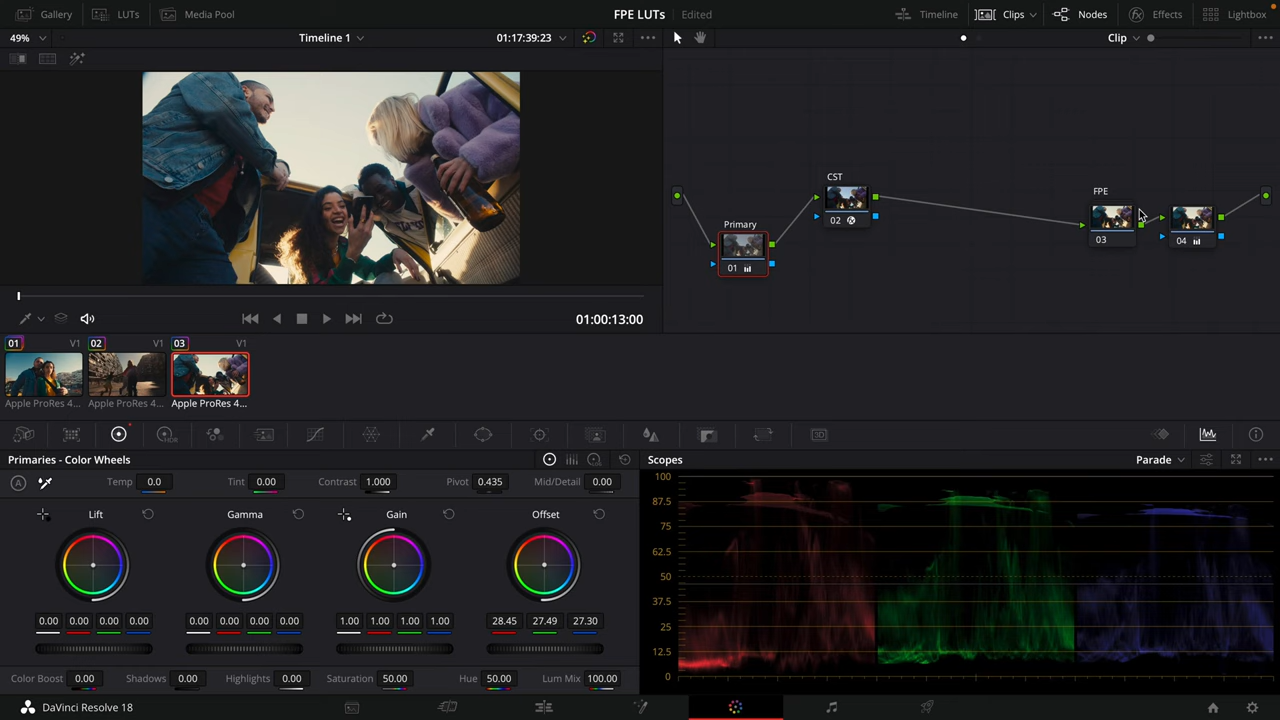 Gallery LUTs Media Pool FPE LUTs Edited Timeline Clips Nodes Effects Lightbox
49% Timeline 1 01:17:39:23 Clip
CST
02
FPE
03
04
Primary
01
01:00:13:00
01 V1 02 V1 03 V1
Apple ProRes 4... Apple ProRes 4... Apple ProRes 4...
HDR
3D
Primaries - Color Wheels
A Temp 0.0 Tint 0.00 Contrast 1.000 Pivot 0.435 Mid/Detail 0.00
Lift Gamma Gain Offset
0.00 0.00 0.00 0.00 0.00 0.00 0.00 0.00 1.00 1.00 1.00 1.00 28.45 27.49 27.30
Color Boost 0.00 Shadows 0.00 Highlights 0.00 Saturation 50.00 Hue 50.00 Lum Mix 100.00
Scopes Parade
100
87.5
75
62.5
50
37.5
25
12.5
0
DaVinci Resolve 18